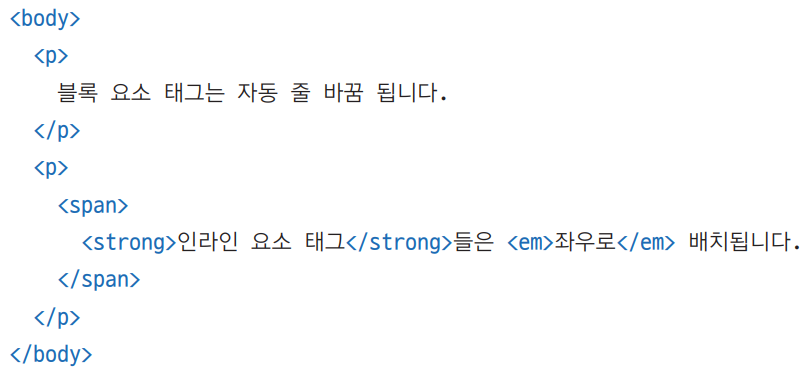 <body>
<p>
블록 요소 태그는 자동 줄 바꿈 됩니다.
</p>
<p>
<span>
<strong>인라인 요소 태그</strong>들은 <em>좌우로</em> 배치됩니다.
</span>
</p>
</body>